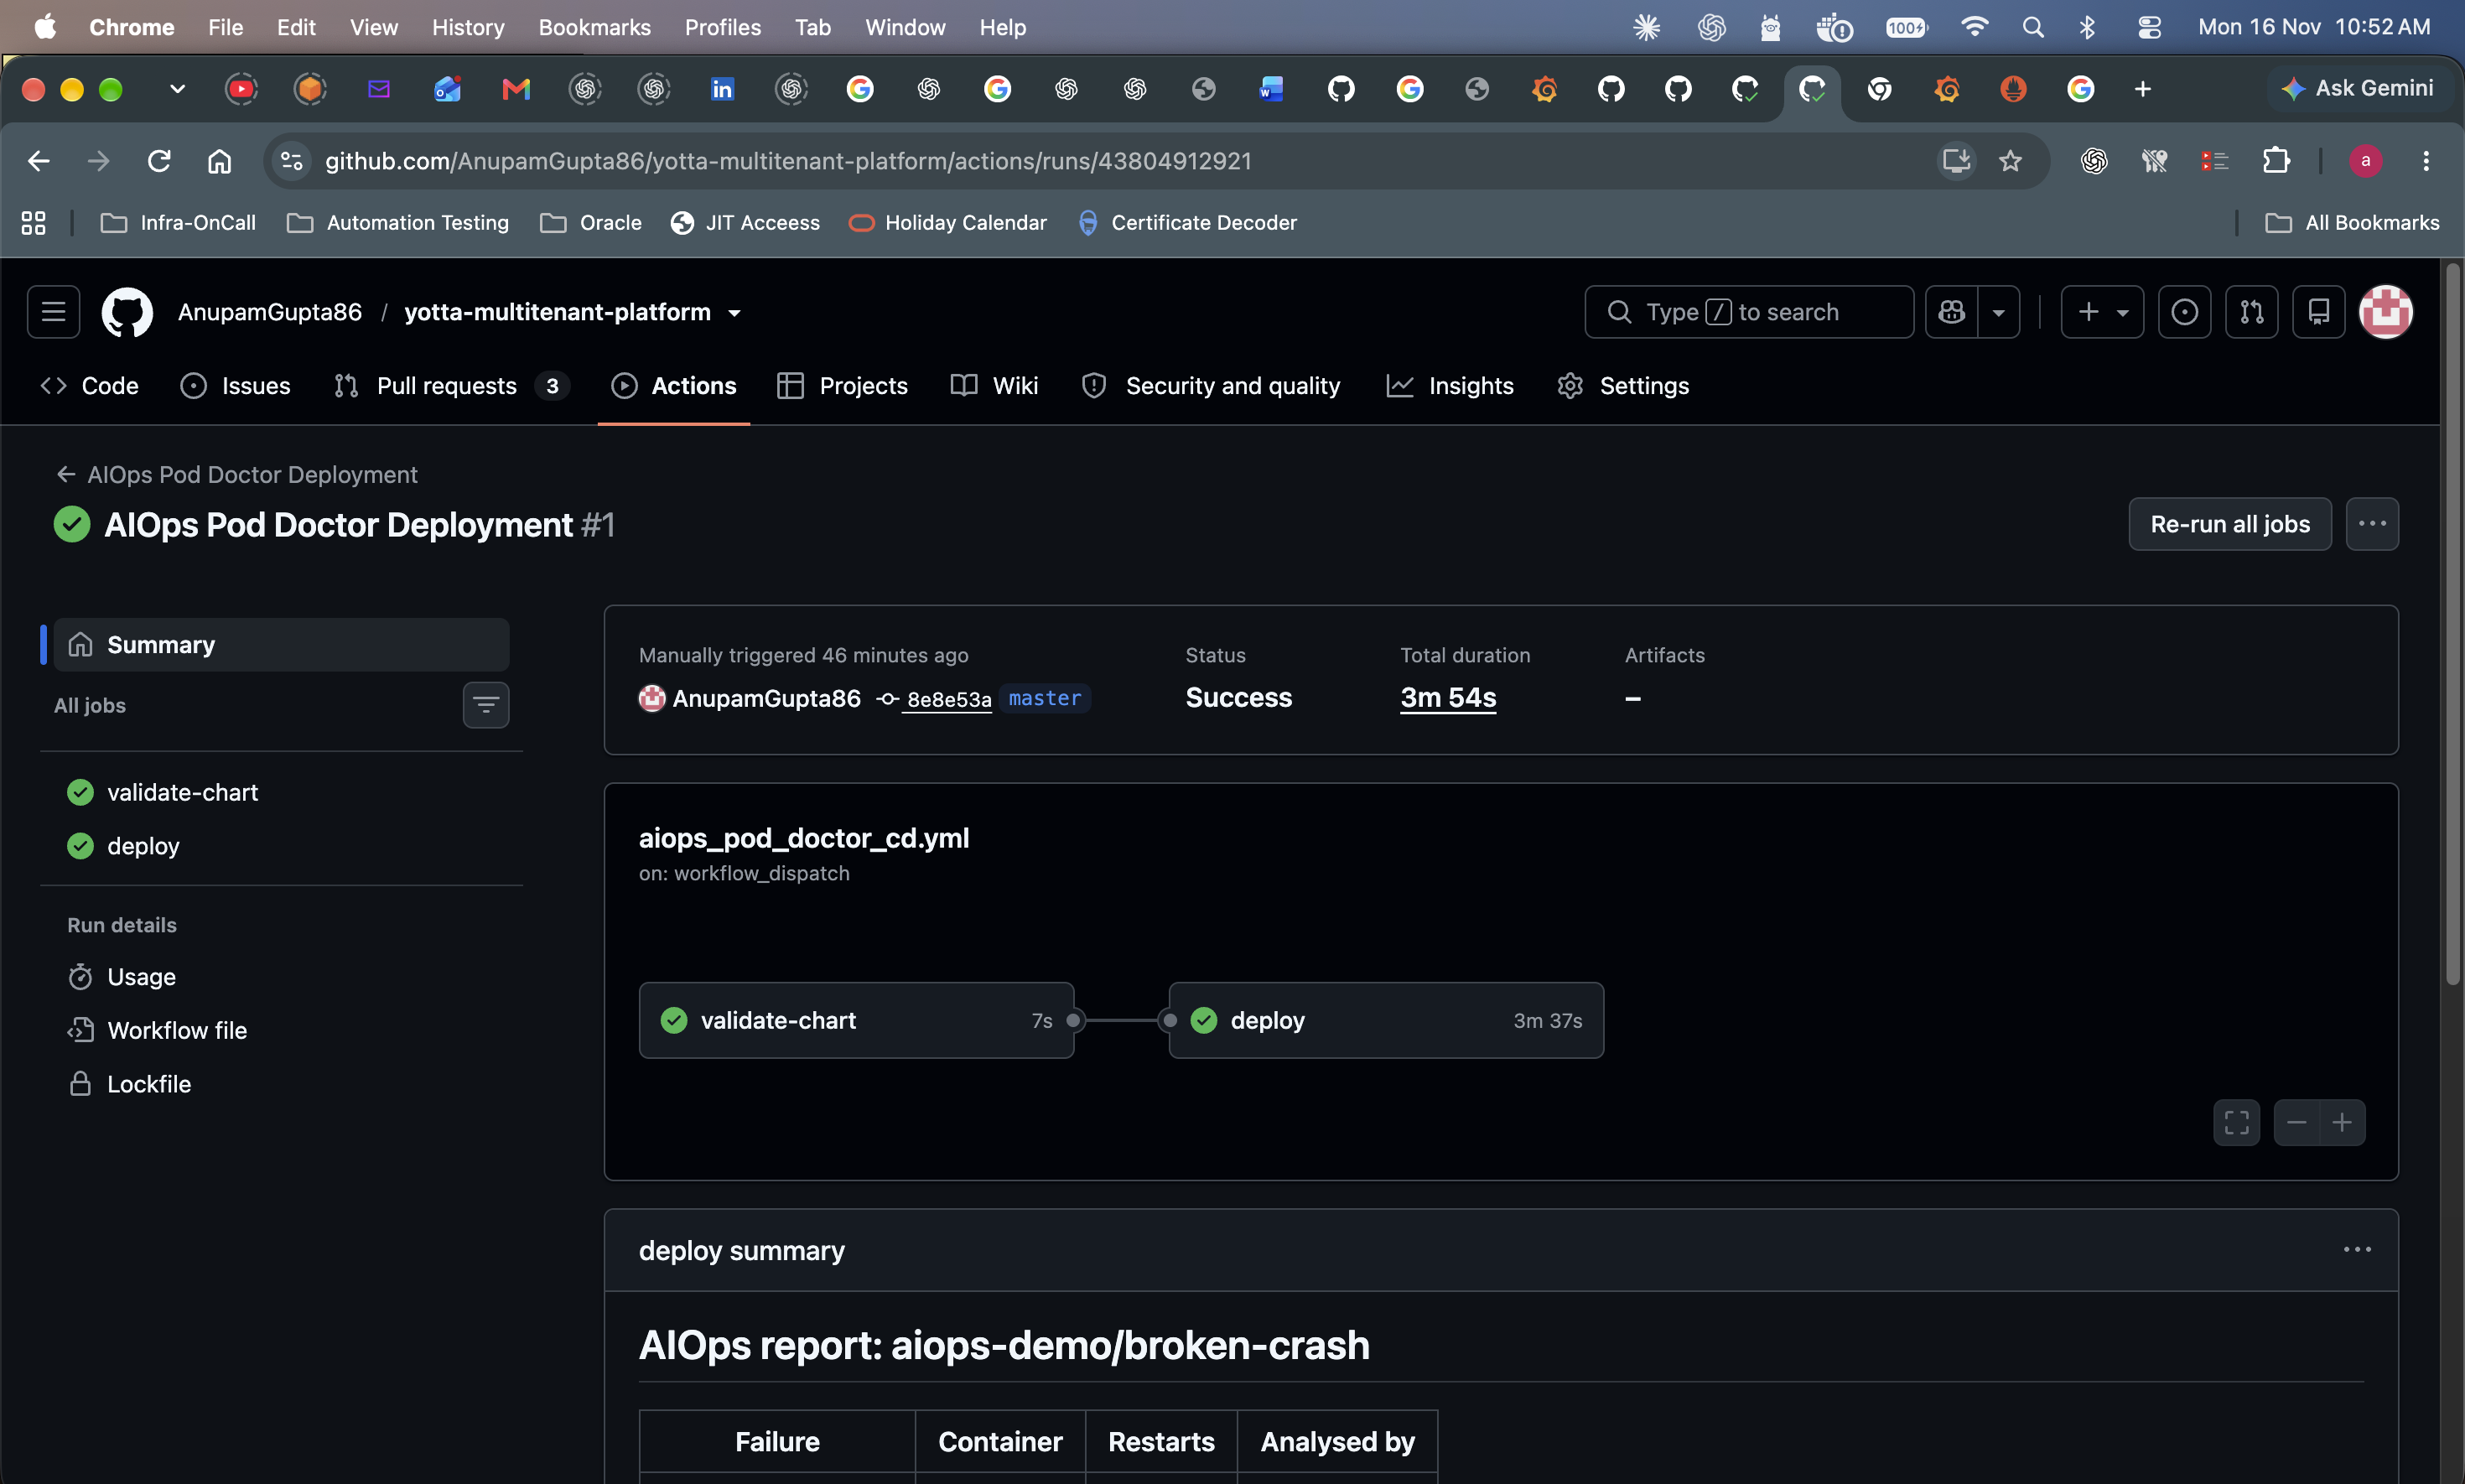 Chrome File Edit View History Bookmarks Profiles Tab Window Help 100 Mon 16 Nov 10:52 AM
Ask Gemini
github.com/AnupamGupta86/yotta-multitenant-platform/actions/runs/43804912921 a
Infra-OnCall Automation Testing Oracle JIT Acceess Holiday Calendar Certificate Decoder All Bookmarks
AnupamGupta86 / yotta-multitenant-platform Type / to search
Code Issues Pull requests 3 Actions Projects Wiki Security and quality Insights Settings
AIOps Pod Doctor Deployment
AIOps Pod Doctor Deployment #1 Re-run all jobs
Summary
All jobs
validate-chart
deploy
Run details
Usage
Workflow file
Lockfile
Manually triggered 46 minutes ago Status Total duration Artifacts
AnupamGupta86 8e8e53a master Success 3m 54s –
aiops_pod_doctor_cd.yml
on: workflow_dispatch
validate-chart 7s deploy 3m 37s
deploy summary
AIOps report: aiops-demo/broken-crash
Failure Container Restarts Analysed by